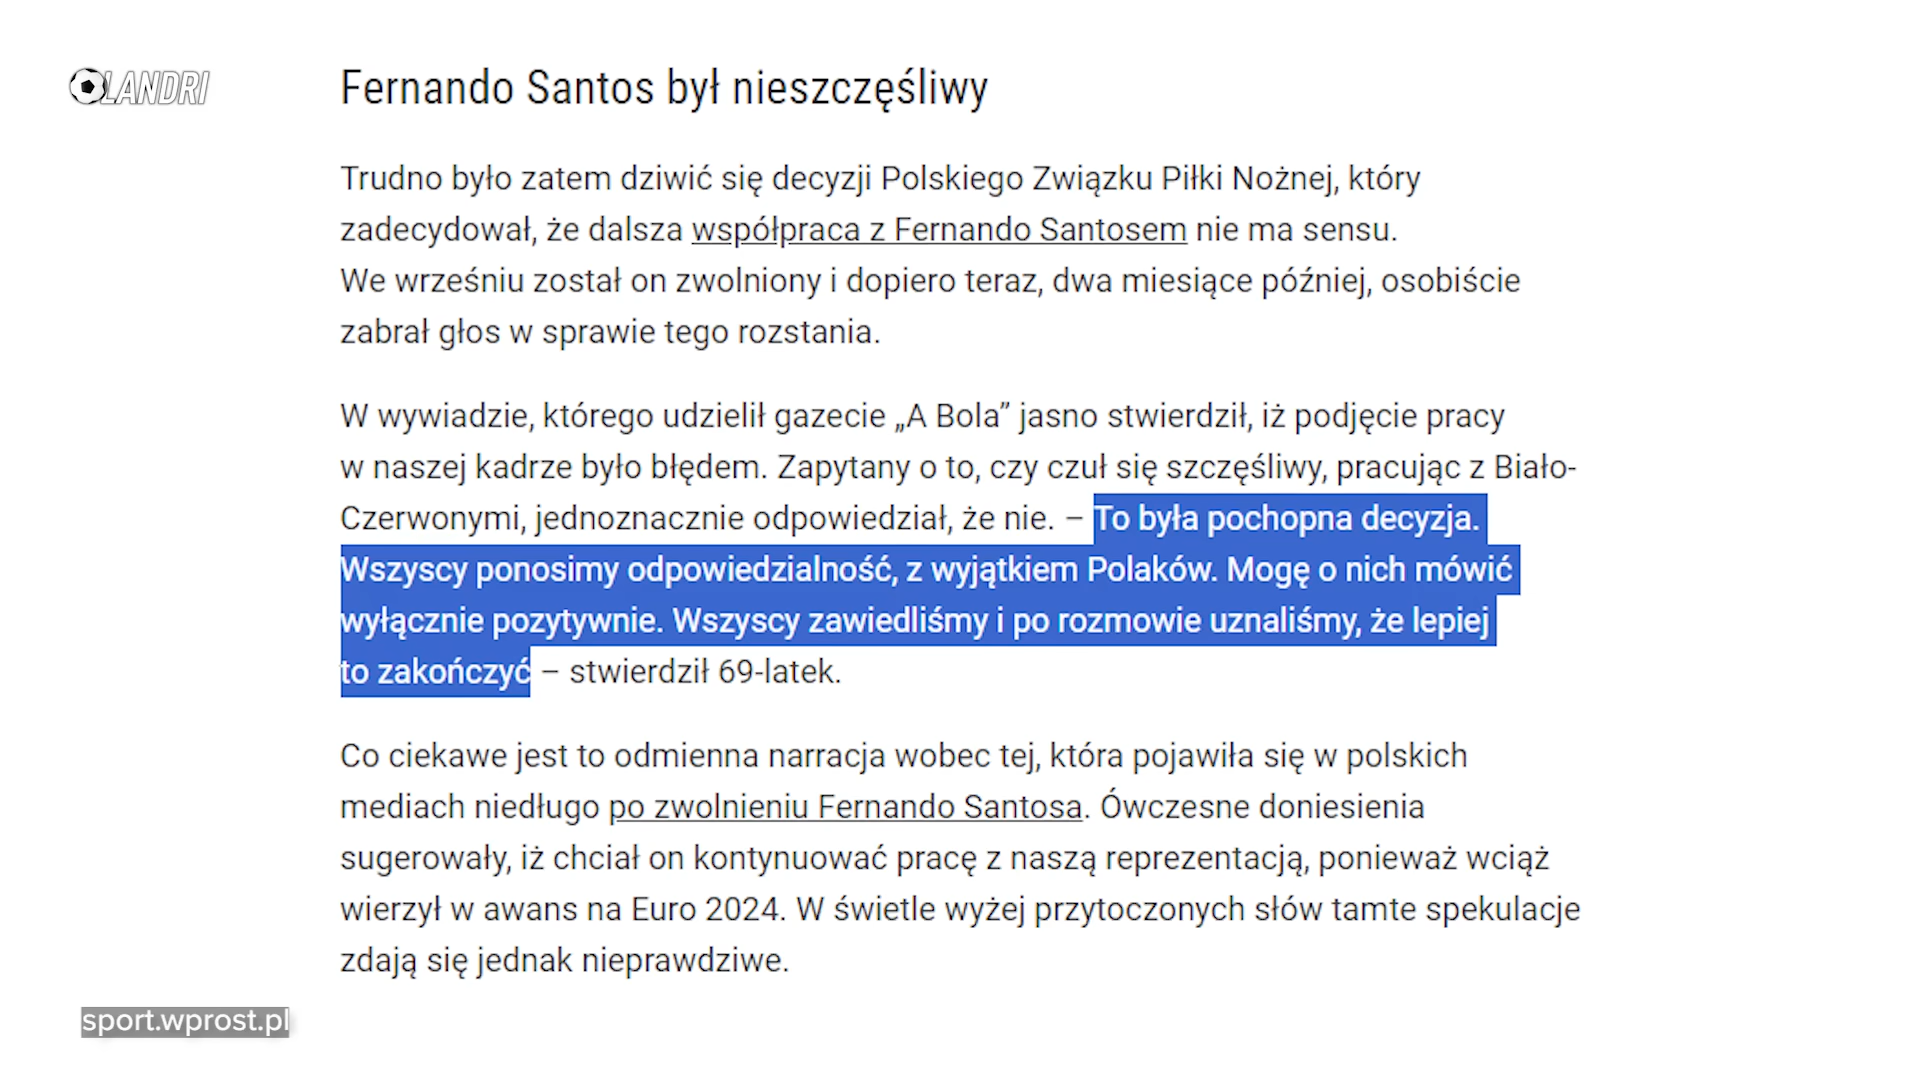 LANDRI
Fernando Santos był nieszczęśliwy
Trudno było zatem dziwić się decyzji Polskiego Związku Piłki Nożnej, który
zadecydował, że dalsza współpraca z Fernando Santosem nie ma sensu.
We wrześniu został on zwolniony i dopiero teraz, dwa miesiące później, osobiście
zabrał głos w sprawie tego rozstania.
W wywiadzie, którego udzielił gazecie „A Bola” jasno stwierdził, iż podjęcie pracy
w naszej kadrze było błędem. Zapytany o to, czy czuł się szczęśliwy, pracując z Biało-
Czerwonymi, jednoznacznie odpowiedział, że nie. – To była pochopna decyzja.
Wszyscy ponosimy odpowiedzialność, z wyjątkiem Polaków. Mogę o nich mówić
wyłącznie pozytywnie. Wszyscy zawiedliśmy i po rozmowie uznaliśmy, że lepiej
to zakończyć – stwierdził 69-latek.
Co ciekawe jest to odmienna narracja wobec tej, która pojawiła się w polskich
mediach niedługo po zwolnieniu Fernando Santosa. Ówczesne doniesienia
sugerowały, iż chciał on kontynuować pracę z naszą reprezentacją, ponieważ wciąż
wierzył w awans na Euro 2024. W świetle wyżej przytoczonych słów tamte spekulacje
zdają się jednak nieprawdziwe.
sport.wprost.pl